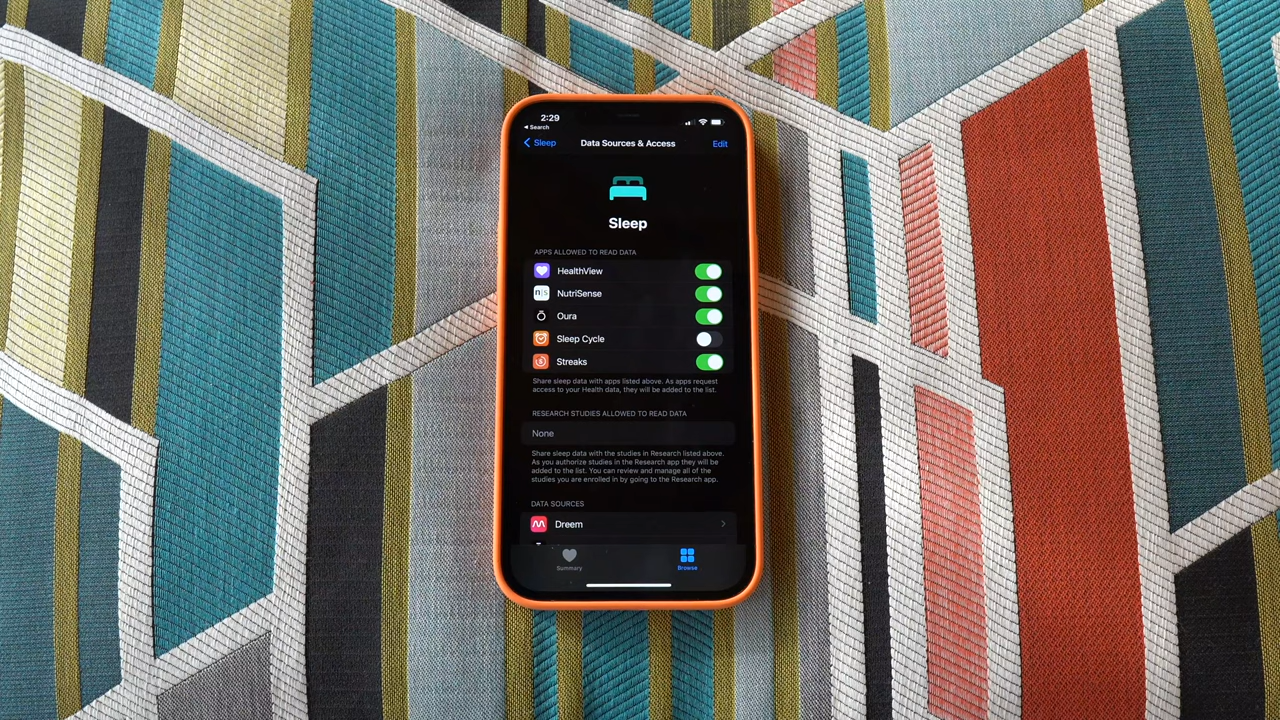 2:29
Search
Sleep
Data Sources & Access
Edit
Sleep
APPS ALLOWED TO READ DATA
HealthView
n|s NutriSense
Oura
Sleep Cycle
Streaks
Share sleep data with apps listed above. As apps request
access to your Health data, they will be added to the list.
RESEARCH STUDIES ALLOWED TO READ DATA
None
Share sleep data with the studies in Research listed above.
As you authorize studies in the Research app they will be
added to the list. You can review and manage all of the
studies you are enrolled in by going to the Research app.
DATA SOURCES
Dreem
Summary
Browse